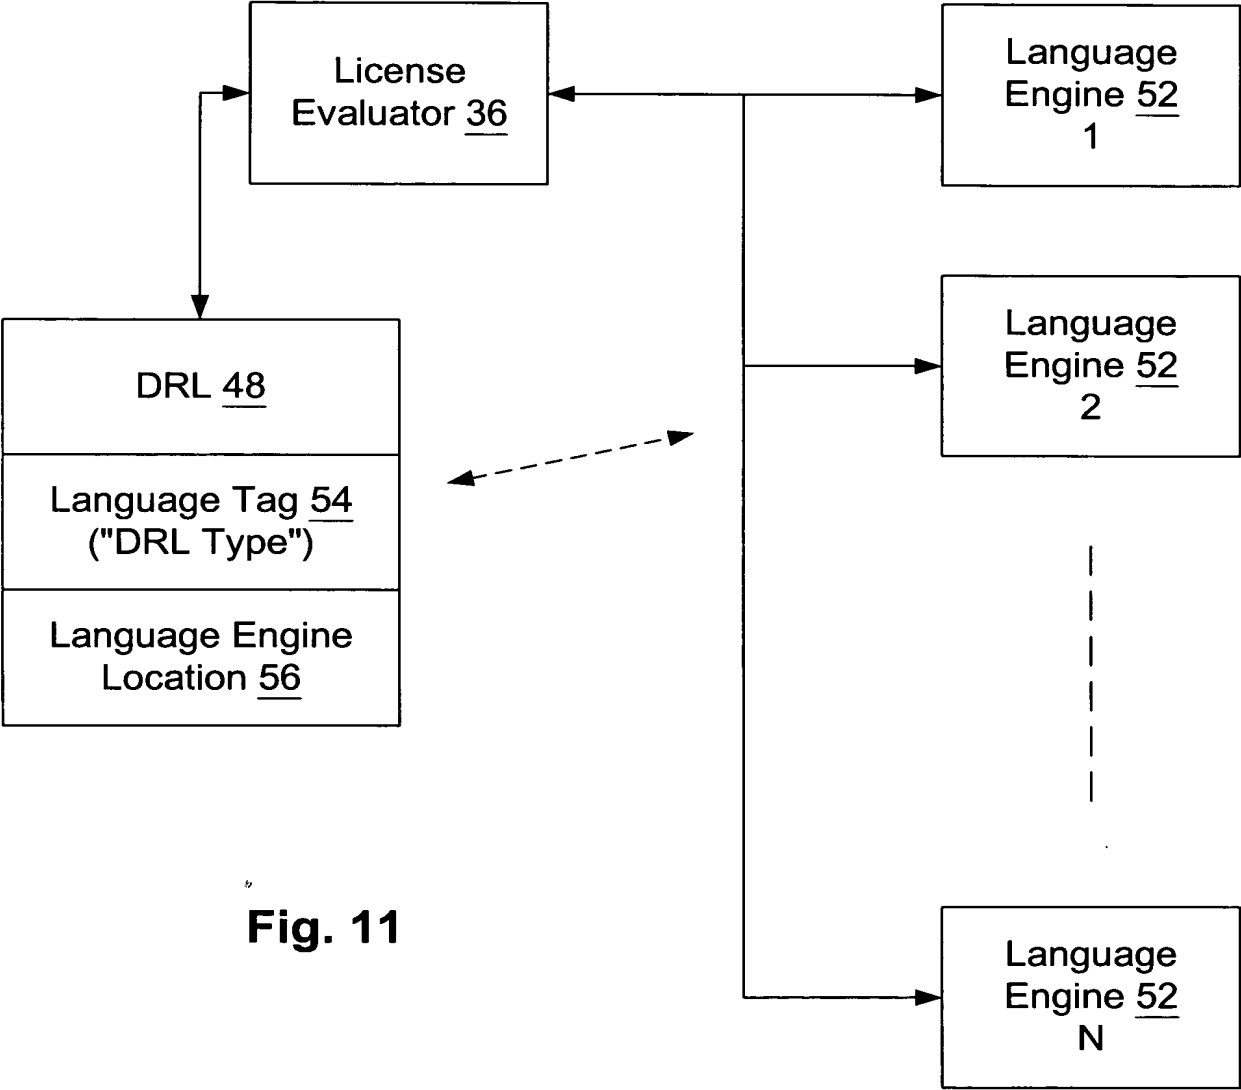 License
Evaluator 36
Language
Engine 52
1
Language
Engine 52
2
DRL 48
Language Tag 54
("DRL Type")
Language Engine
Location 56
Fig. 11
Language
Engine 52
N